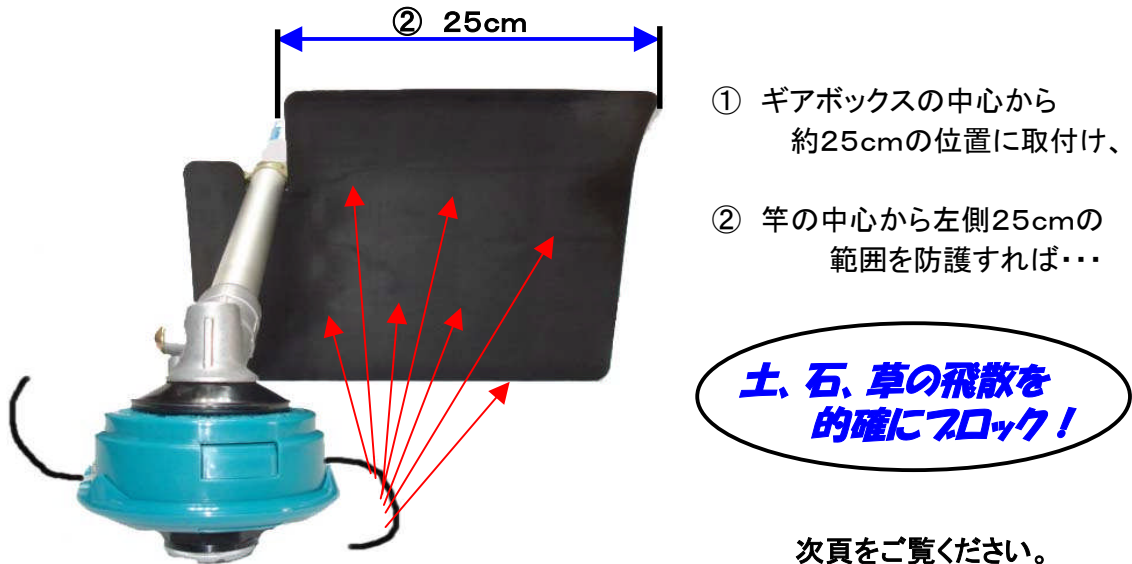 ② 25cm
① ギアボックスの中心から
約25cmの位置に取付け、
② 竿の中心から左側25cmの
範囲を防護すれば・・・
土、石、草の飛散を
的確にブロック！
次頁をご覧ください。